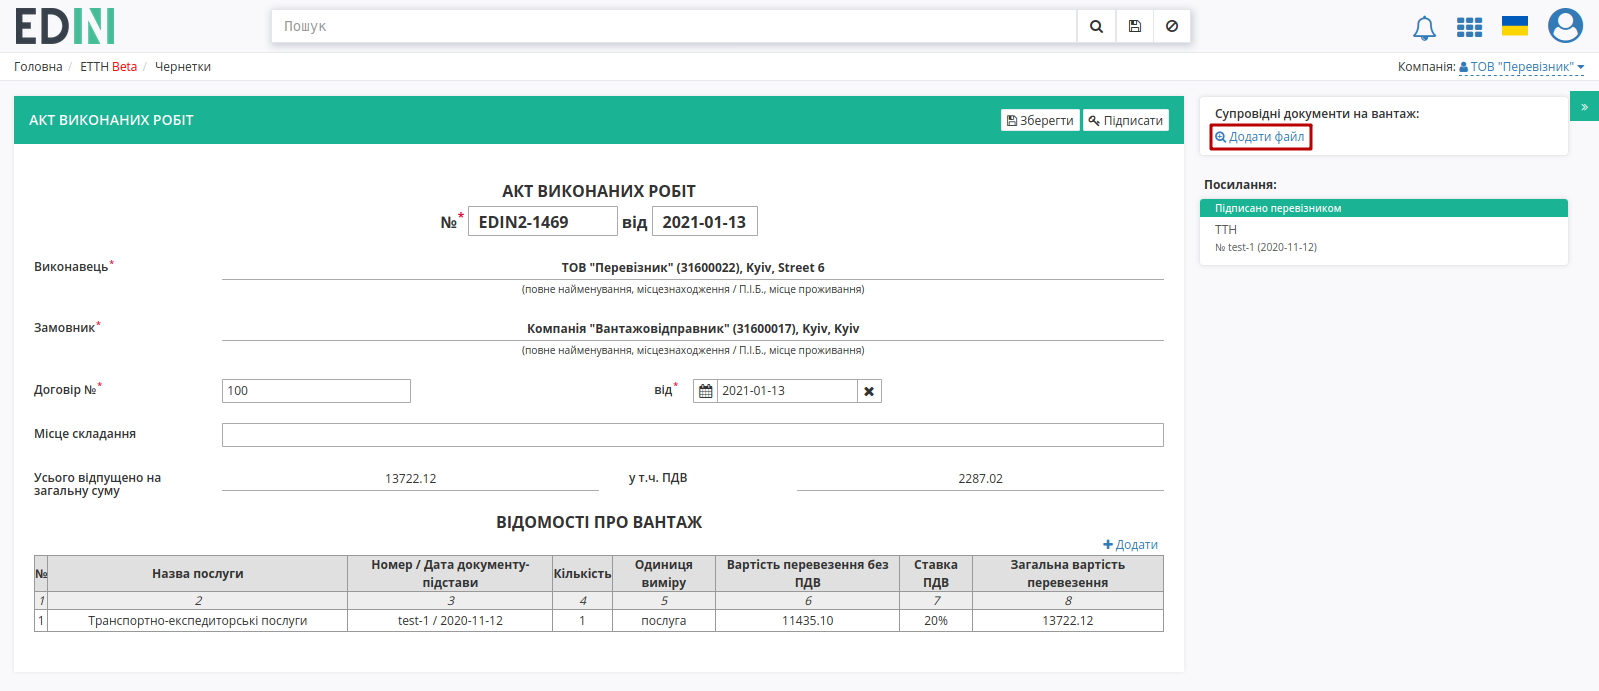 EDIN
Пошук
Головна / ЕТТН Beta / Чернетки
Компанія: ТОВ "Перевізник"
АКТ ВИКОНАНИХ РОБІТ
Зберегти
Підписати
Супровідні документи на вантаж:
Додати файл
»
Посилання:
Підписано перевізником
ТТН
№ test-1 (2020-11-12)
АКТ ВИКОНАНИХ РОБІТ
№* EDIN2-1469 від 2021-01-13
Виконавець*
ТОВ "Перевізник" (31600022), Kyiv, Street 6
(повне найменування, місцезнаходження / П.І.Б., місце проживання)
Замовник*
Компанія "Вантажовідправник" (31600017), Kyiv, Kyiv
(повне найменування, місцезнаходження / П.І.Б., місце проживання)
Договір №* 100 від* 2021-01-13
Місце складання
Усього відпущено на
загальну суму
13722.12
у т.ч. ПДВ
2287.02
ВІДОМОСТІ ПРО ВАНТАЖ
Додати
№
Назва послуги
Номер / Дата документу-
підстави
Кількість
Одиниця
виміру
Вартість перевезення без
ПДВ
Ставка
ПДВ
Загальна вартість
перевезення
1 2 3 4 5 6 7 8
1 Транспортно-експедиторські послуги test-1 / 2020-11-12 1 послуга 11435.10 20% 13722.12